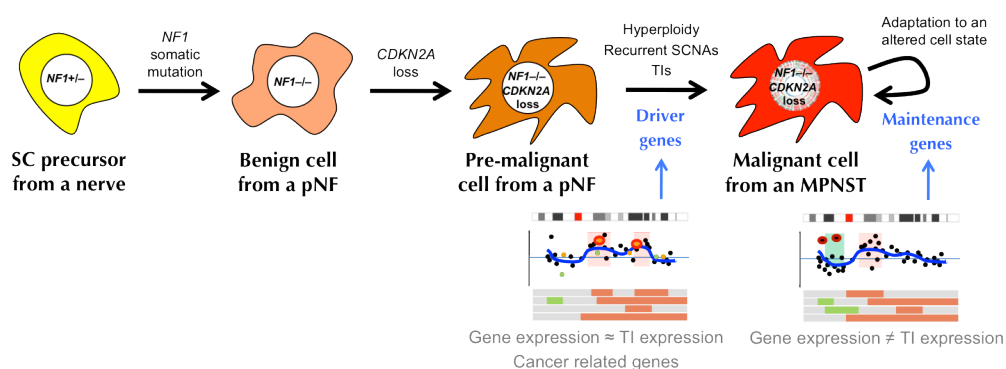 NF1
somatic
mutation
CDKN2A
loss
Hyperploidy
Recurrent SCNAs
TIs
Adaptation to an
altered cell state
NF1+/–
NF1–/–
NF1–/–
CDKN2A
loss
NF1–/–
CDKN2A
loss
Driver
genes
Maintenance
genes
SC precursor
from a nerve
Benign cell
from a pNF
Pre-malignant
cell from a pNF
Malignant cell
from an MPNST
Gene expression ≈ TI expression
Cancer related genes
Gene expression ≠ TI expression